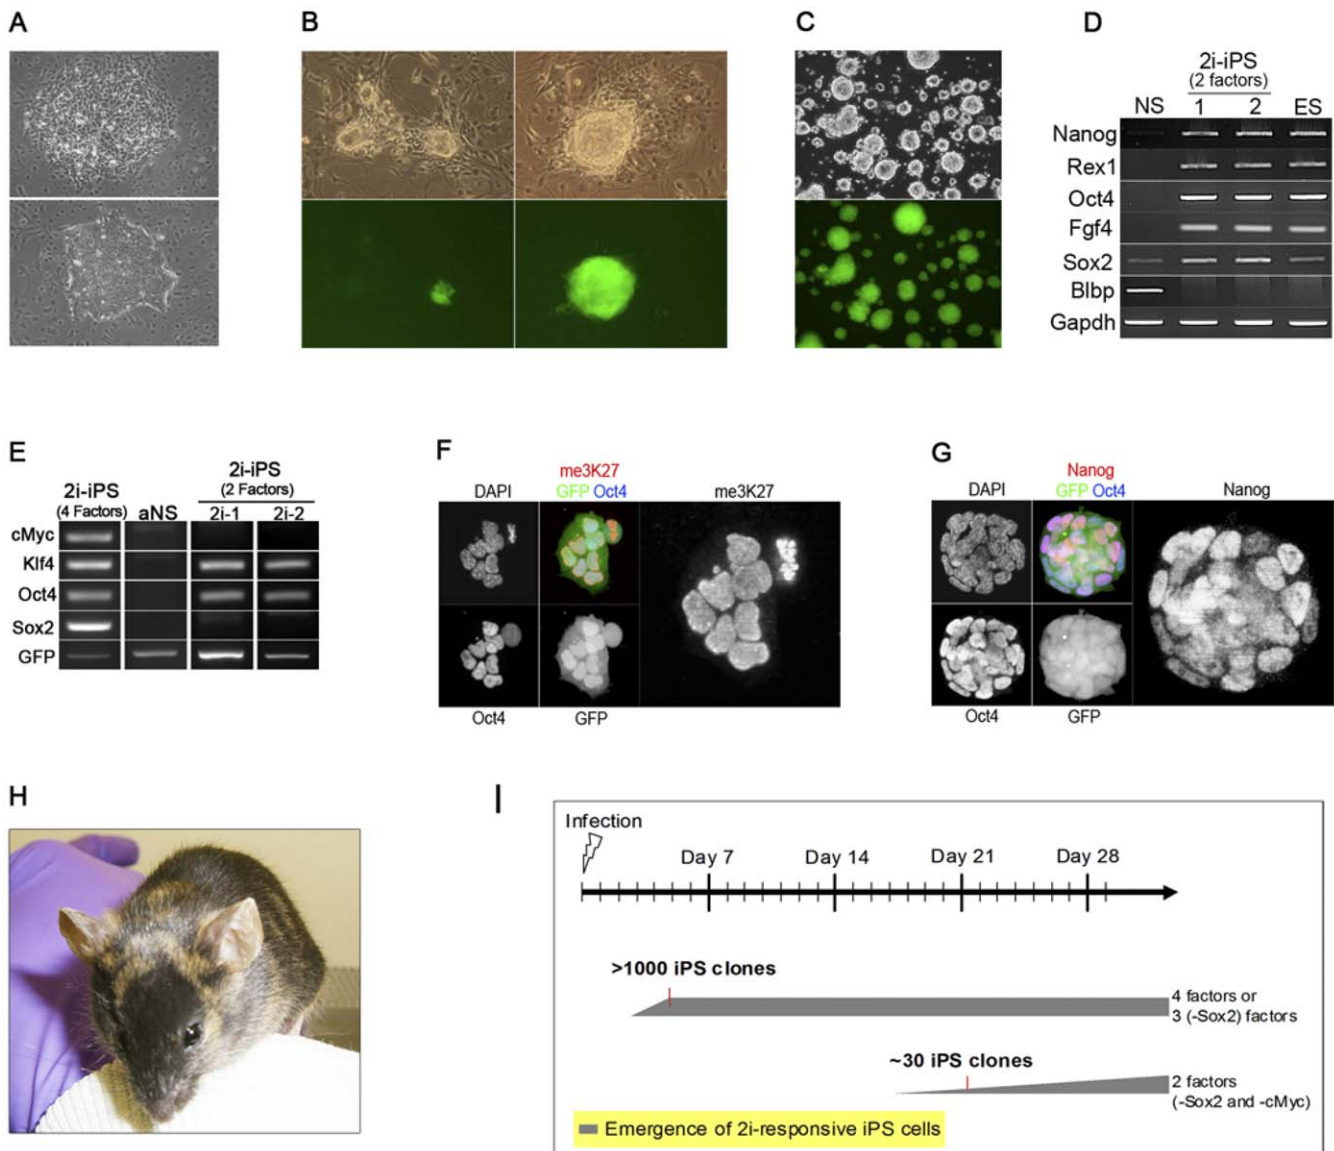 A
B
C
D
2i-iPS
(2 factors)
NS 1 2 ES
Nanog
Rex1
Oct4
Fgf4
Sox2
Blbp
Gapdh
E
2i-iPS
(4 Factors)
aNS
2i-iPS
(2 Factors)
2i-1 2i-2
cMyc
Klf4
Oct4
Sox2
GFP
F
DAPI
me3K27
GFP Oct4
me3K27
Oct4
GFP
G
DAPI
Nanog
GFP Oct4
Nanog
Oct4
GFP
H
I
Infection
Day 7 Day 14 Day 21 Day 28
>1000 iPS clones
4 factors or
3 (-Sox2) factors
~30 iPS clones
2 factors
(-Sox2 and -cMyc)
Emergence of 2i-responsive iPS cells